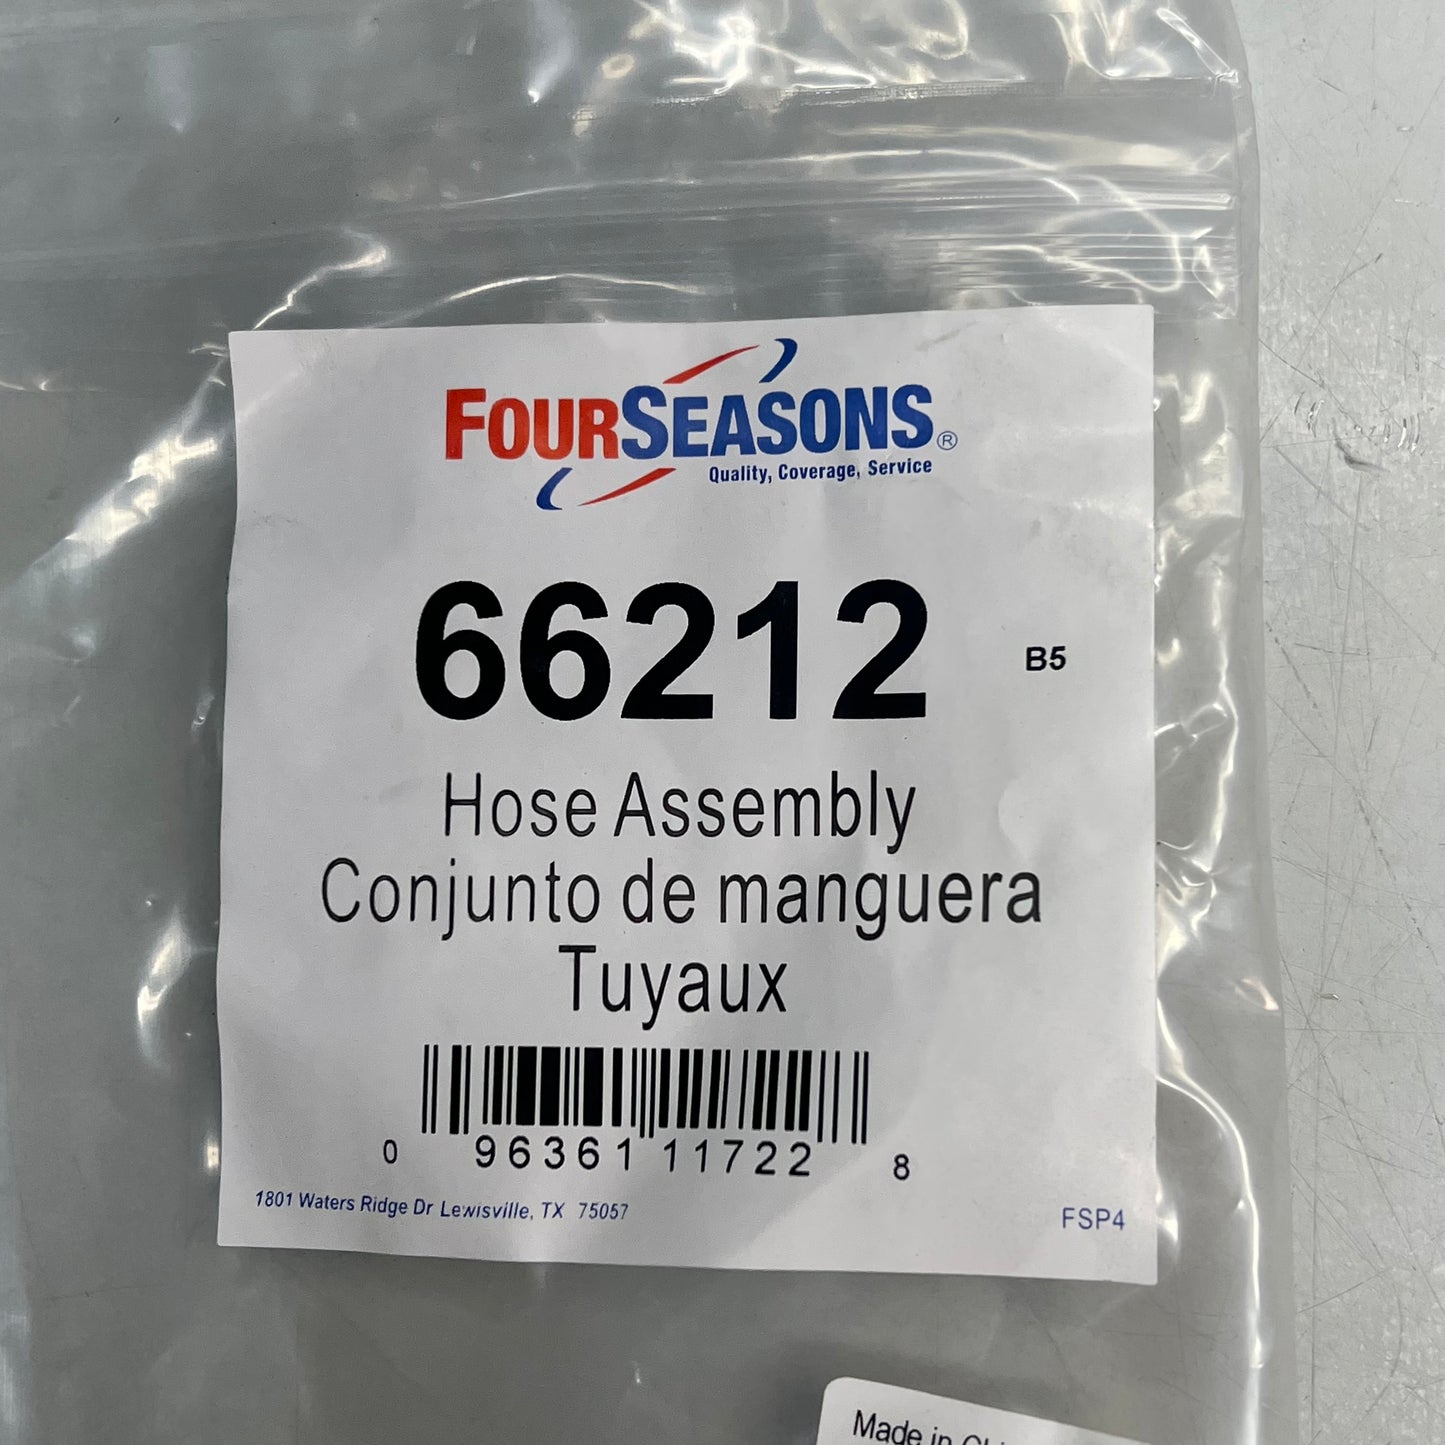 FOURSEASONS®
Quality, Coverage, Service
66212
B5
Hose Assembly
Conjunto de manguera
Tuyaux
0 96361 11722 8
1801 Waters Ridge Dr Lewisville, TX 75057
FSP4
Made in